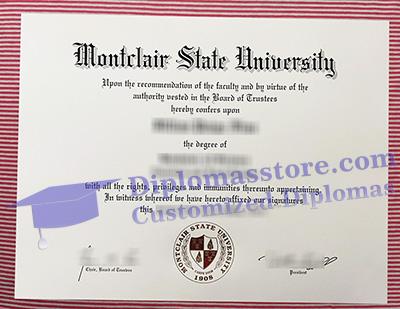 Montclair State University
Upon the recommendation of the faculty and by virtue of the
authority vested in the Board of Trustees
hereby confers upon
the degree of
Diplomasstore.com
Customized Diplomas
with all the rights, privileges and immunities thereunto appertaining.
In witness whereof we have hereto affixed our signatures
this
MONTCLAIR STATE UNIVERSITY
1908
Chair, Board of Trustees
President